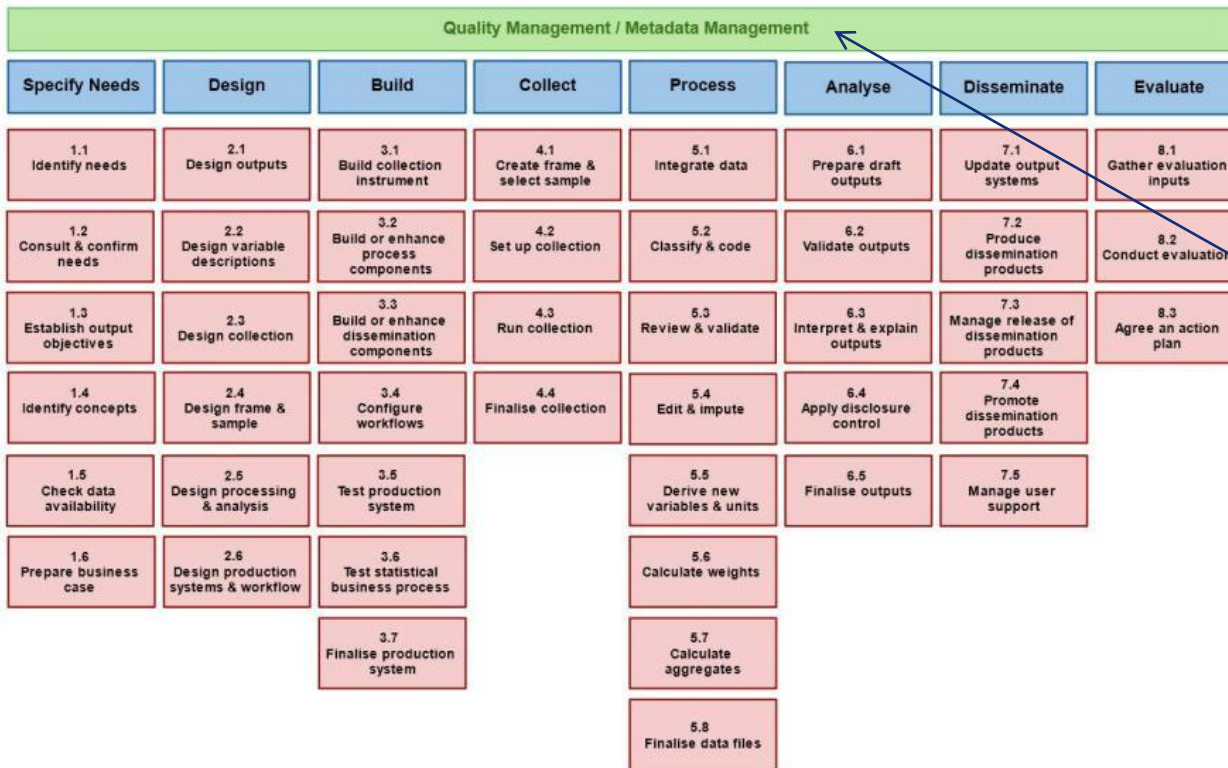 Quality Management / Metadata Management
Specify Needs
Design
Build
Collect
Process
Analyse
Disseminate
Evaluate
1.1
Identify needs
2.1
Design outputs
3.1
Build collection
instrument
4.1
Create frame &
select sample
5.1
Integrate data
6.1
Prepare draft
outputs
7.1
Update output
systems
8.1
Gather evaluation
inputs
1.2
Consult & confirm
needs
2.2
Design variable
descriptions
3.2
Build or enhance
process
components
4.2
Set up collection
5.2
Classify & code
6.2
Validate outputs
7.2
Produce
dissemination
products
8.2
Conduct evaluation
1.3
Establish output
objectives
2.3
Design collection
3.3
Build or enhance
dissemination
components
4.3
Run collection
5.3
Review & validate
6.3
Interpret & explain
outputs
7.3
Manage release of
dissemination
products
8.3
Agree an action
plan
1.4
Identify concepts
2.4
Design frame &
sample
3.4
Configure
workflows
4.4
Finalise collection
5.4
Edit & impute
6.4
Apply disclosure
control
7.4
Promote
dissemination
products
1.5
Check data
availability
2.5
Design processing
& analysis
3.5
Test production
system
5.5
Derive new
variables & units
6.5
Finalise outputs
7.5
Manage user
support
1.6
Prepare business
case
2.6
Design production
systems & workflow
3.6
Test statistical
business process
5.6
Calculate weights
3.7
Finalise production
system
5.7
Calculate
aggregates
5.8
Finalise data files